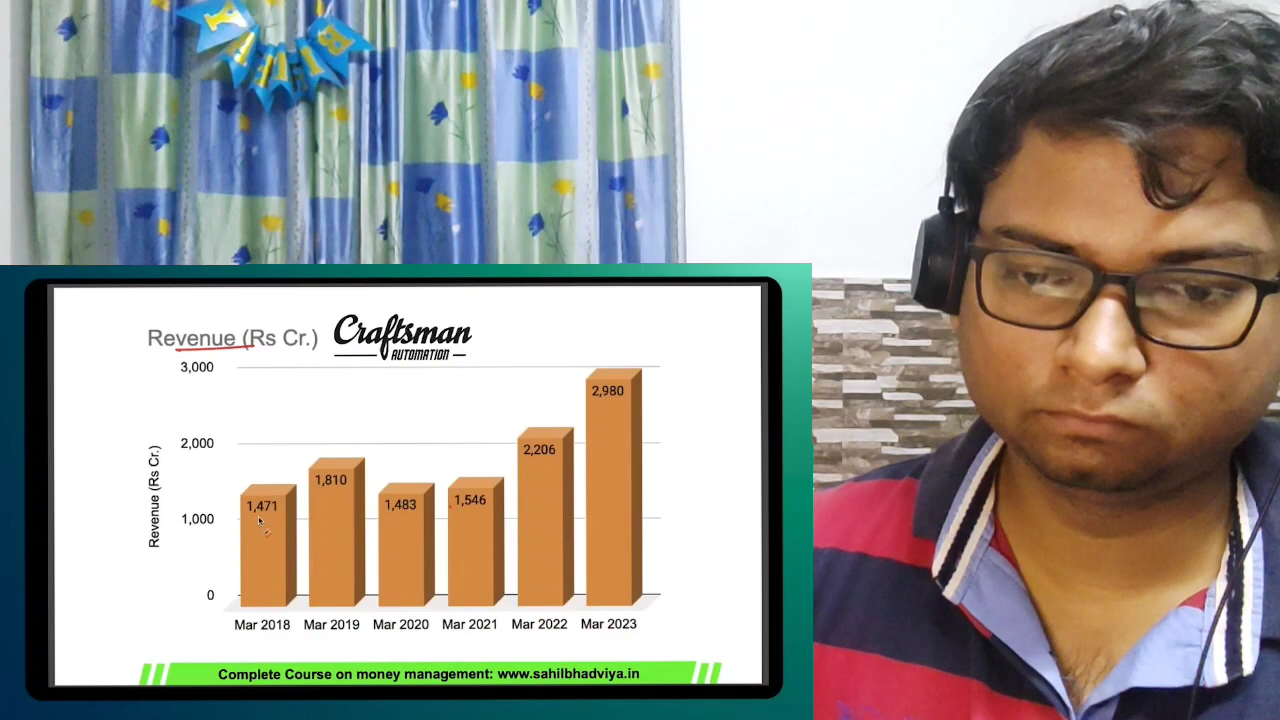 Revenue (Rs Cr.)
Craftsman
AUTOMATION
3,000
2,000
1,000
0
Revenue (Rs Cr.)
1,471
1,810
1,483
1,546
2,206
2,980
Mar 2018
Mar 2019
Mar 2020
Mar 2021
Mar 2022
Mar 2023
Complete Course on money management: www.sahilbhadviya.in